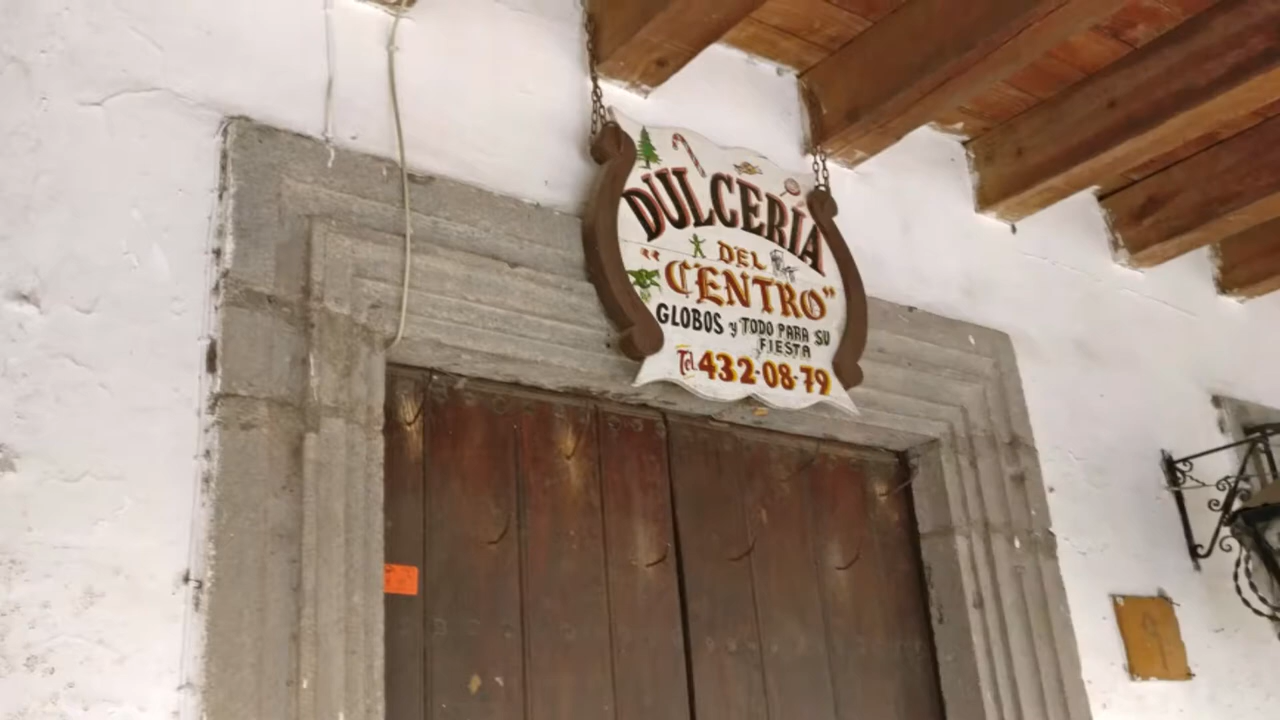 DULCERÍA
DEL
"CENTRO"
GLOBOS y TODO PARA SU
FIESTA
Tel. 432-08-79